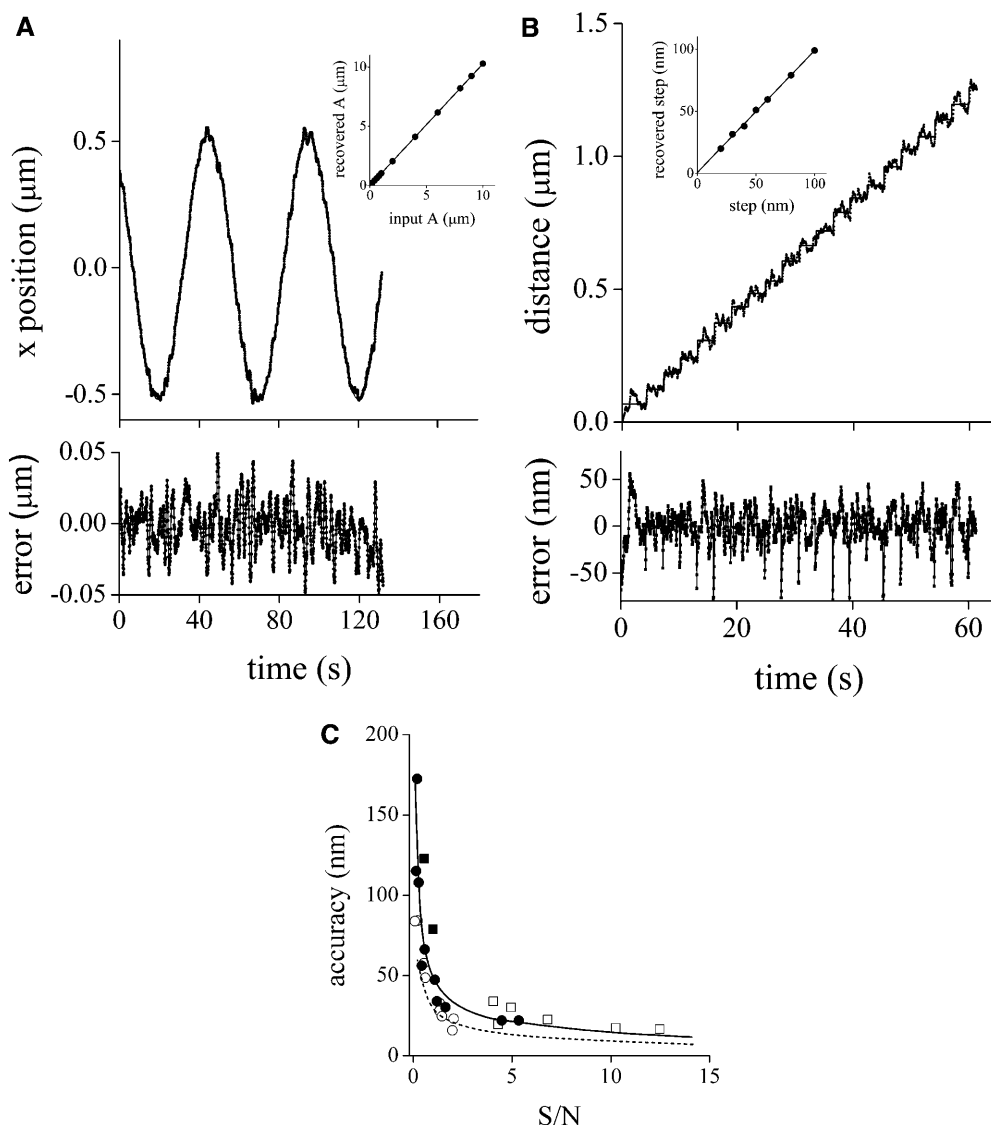 A
x position (μm)
0.5
0.0
-0.5
recovered A (μm)
10
5
0
0
5
10
input A (μm)
error (μm)
0.05
0.00
-0.05
0
40
80
120
160
time (s)
B
distance (μm)
1.5
1.0
0.5
0.0
recovered step (nm)
100
50
0
0
50
100
step (nm)
error (nm)
50
0
-50
0
20
40
60
time (s)
C
accuracy (nm)
200
150
100
50
0
0
5
10
15
S/N